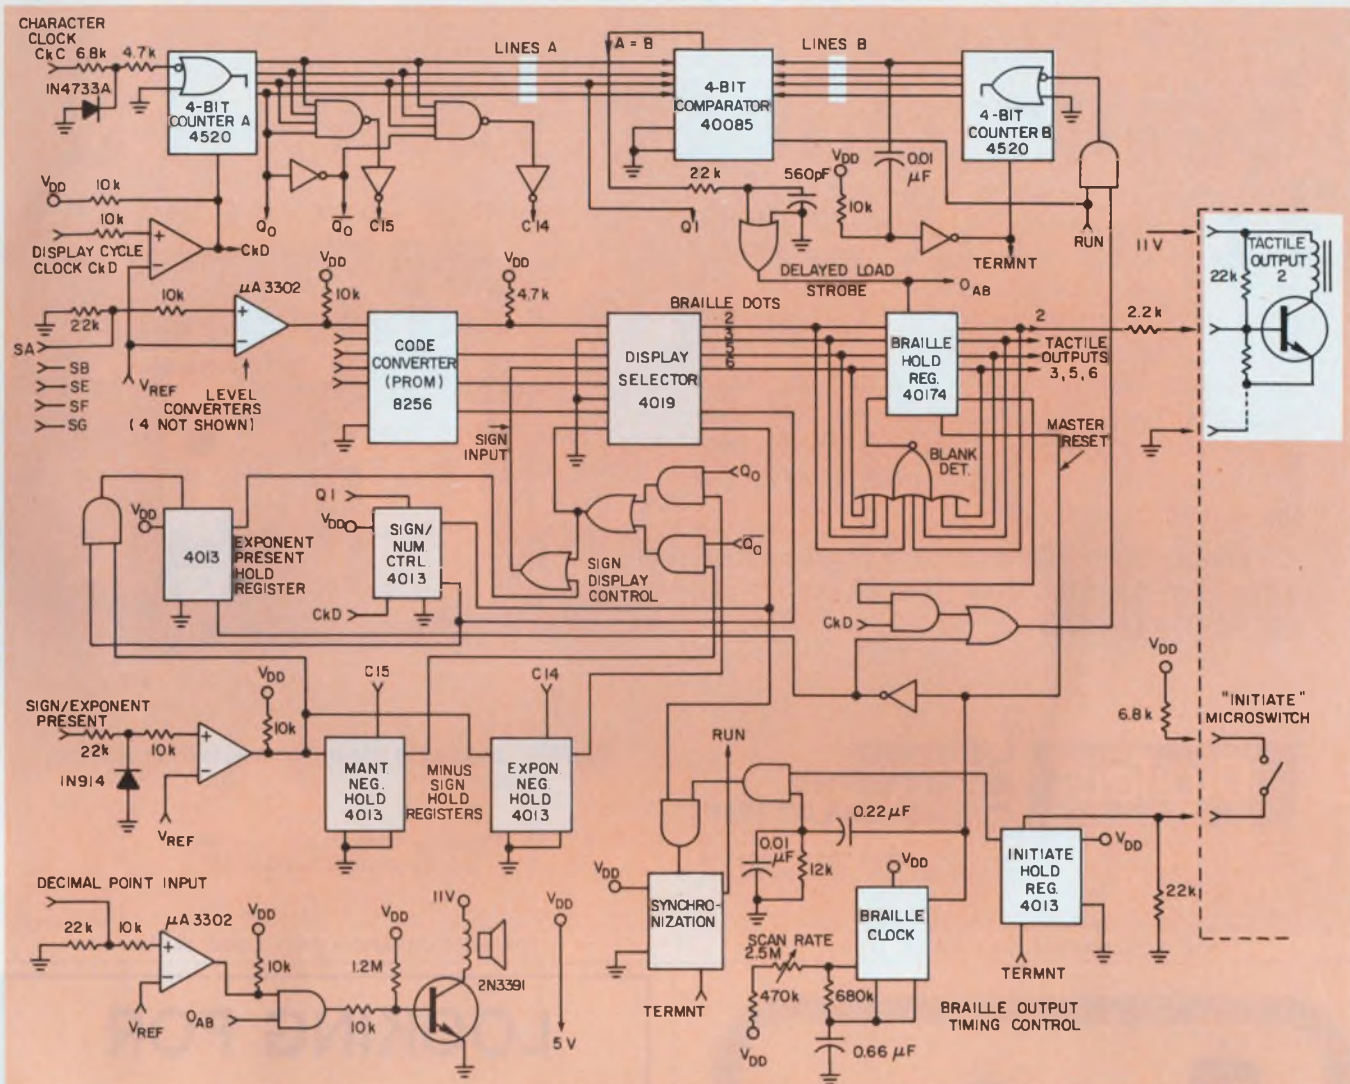 CHARACTER
CLOCK
CkC 6.8k 4.7k
1N4733A
4-BIT
COUNTER A
4520
LINES A
A = B
4-BIT
COMPARATOR
40085
LINES B
4-BIT
COUNTER B
4520
VDD
10k
10k
DISPLAY CYCLE
CLOCK CkD
CkD
Q0
Q0
C15
C14
22k
560pF
Q1
VDD
10k
0.01
µF
TERMNT
RUN
11V
TACTILE
OUTPUT
2
22k
2.2k
DELAYED LOAD
STROBE
OAB
µA 3302
VDD
10k
VDD
4.7k
10k
22k
SA
SB
SE
SF
SG
VREF
LEVEL
CONVERTERS
(4 NOT SHOWN)
CODE
CONVERTER
(PROM)
8256
SIGN
INPUT
BRAILLE DOTS
2
3
5
6
DISPLAY
SELECTOR
4019
BRAILLE
HOLD
REG.
40174
2
TACTILE
OUTPUTS
3, 5, 6
MASTER
RESET
BLANK
DET.
VDD
4013
EXPONENT
PRESENT
HOLD
REGISTER
Q1
VDD
SIGN/
NUM
CTRL.
4013
CkD
SIGN
DISPLAY
CONTROL
Q0
Q0
CkD
SIGN/EXPONENT
PRESENT
22k
10k
1N914
VREF
VDD
10k
C15
MANT.
NEG.
HOLD
4013
MINUS
SIGN
HOLD
REGISTERS
C14
EXPON.
NEG.
HOLD
4013
RUN
0.22 µF
0.01
µF
12k
VDD
6.8k
"INITIATE"
MICROSWITCH
INITIATE
HOLD
REG.
4013
VDD
22k
TERMNT
BRAILLE OUTPUT
TIMING CONTROL
DECIMAL POINT INPUT
22k
10k
µA 3302
VREF
VDD
10k
OAB
10k
VDD
1.2M
11V
2N3391
VDD
5V
VDD
SYNCHRO-
NIZATION
TERMNT
SCAN RATE
2.5M
470k
VDD
680k
0.66 µF
VDD
BRAILLE
CLOCK